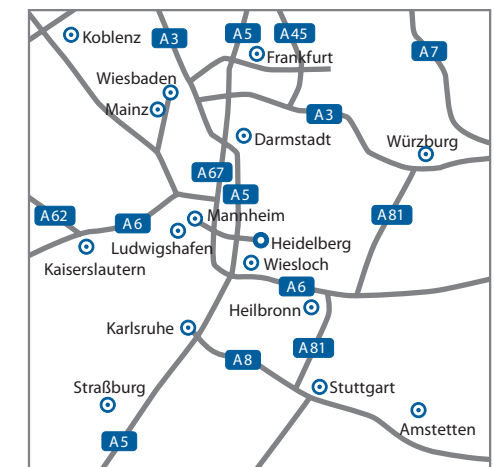 Koblenz
A3
A5
A45
A7
Frankfurt
Wiesbaden
Mainz
A3
Darmstadt
Würzburg
A67
A5
A62
A6
Mannheim
A81
Ludwigshafen
Heidelberg
Kaiserslautern
Wiesloch
A6
Heilbronn
Karlsruhe
A81
A8
Straßburg
Stuttgart
Amstetten
A5